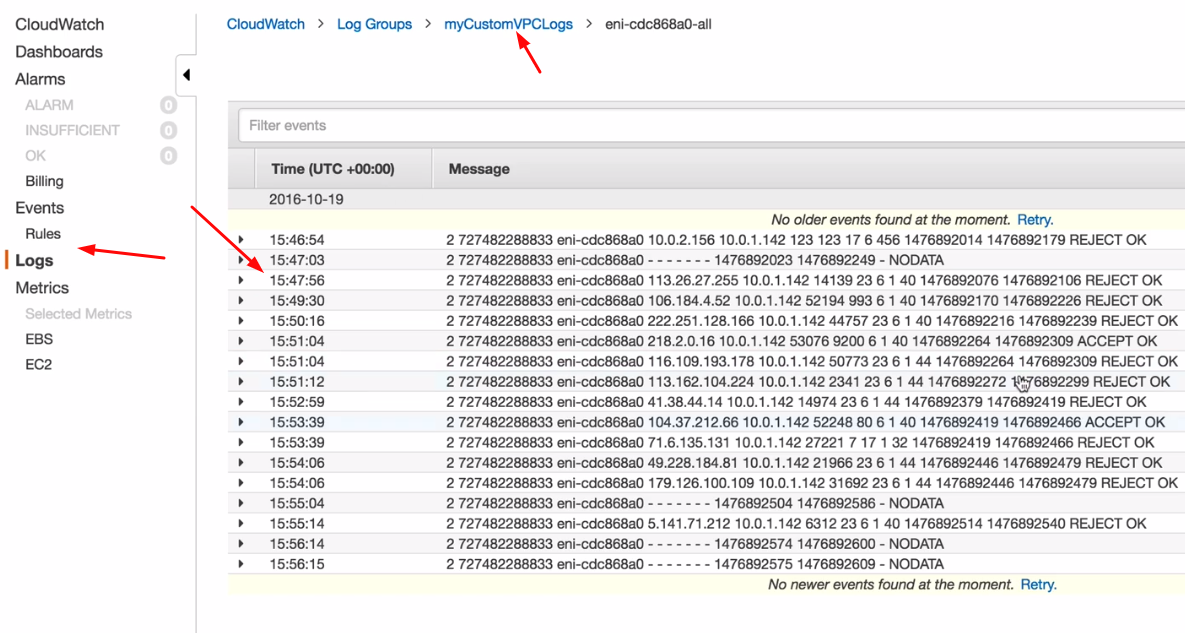 CloudWatch
Dashboards
Alarms
ALARM 0
INSUFFICIENT 0
OK 0
Billing
Events
Rules
Logs
Metrics
Selected Metrics
EBS
EC2
CloudWatch > Log Groups > myCustomVPCLogs > eni-cdc868a0-all
Filter events
Time (UTC +00:00) Message
2016-10-19
No older events found at the moment. Retry.
15:46:54 2 727482288833 eni-cdc868a0 10.0.2.156 10.0.1.142 123 123 17 6 456 1476892014 1476892179 REJECT OK
15:47:03 2 727482288833 eni-cdc868a0 - - - - - - - 1476892023 1476892249 - NODATA
15:47:56 2 727482288833 eni-cdc868a0 113.26.27.255 10.0.1.142 14139 23 6 1 40 1476892076 1476892106 REJECT OK
15:49:30 2 727482288833 eni-cdc868a0 106.184.4.52 10.0.1.142 52194 993 6 1 40 1476892170 1476892226 REJECT OK
15:50:16 2 727482288833 eni-cdc868a0 222.251.128.166 10.0.1.142 44757 23 6 1 40 1476892216 1476892239 REJECT OK
15:51:04 2 727482288833 eni-cdc868a0 218.2.0.16 10.0.1.142 53076 9200 6 1 40 1476892264 1476892309 ACCEPT OK
15:51:04 2 727482288833 eni-cdc868a0 116.109.193.178 10.0.1.142 50773 23 6 1 44 1476892264 1476892309 REJECT OK
15:51:12 2 727482288833 eni-cdc868a0 113.162.104.224 10.0.1.142 2341 23 6 1 44 1476892272 1476892299 REJECT OK
15:52:59 2 727482288833 eni-cdc868a0 41.38.44.14 10.0.1.142 14974 23 6 1 44 1476892379 1476892419 REJECT OK
15:53:39 2 727482288833 eni-cdc868a0 104.37.212.66 10.0.1.142 52248 80 6 1 40 1476892419 1476892466 ACCEPT OK
15:53:39 2 727482288833 eni-cdc868a0 71.6.135.131 10.0.1.142 27221 7 17 1 32 1476892419 1476892466 REJECT OK
15:54:06 2 727482288833 eni-cdc868a0 49.228.184.81 10.0.1.142 21966 23 6 1 44 1476892446 1476892479 REJECT OK
15:54:06 2 727482288833 eni-cdc868a0 179.126.100.109 10.0.1.142 31692 23 6 1 44 1476892446 1476892479 REJECT OK
15:55:04 2 727482288833 eni-cdc868a0 - - - - - - - 1476892504 1476892586 - NODATA
15:55:14 2 727482288833 eni-cdc868a0 5.141.71.212 10.0.1.142 6312 23 6 1 40 1476892514 1476892540 REJECT OK
15:56:14 2 727482288833 eni-cdc868a0 - - - - - - - 1476892574 1476892600 - NODATA
15:56:15 2 727482288833 eni-cdc868a0 - - - - - - - 1476892575 1476892609 - NODATA
No newer events found at the moment. Retry.